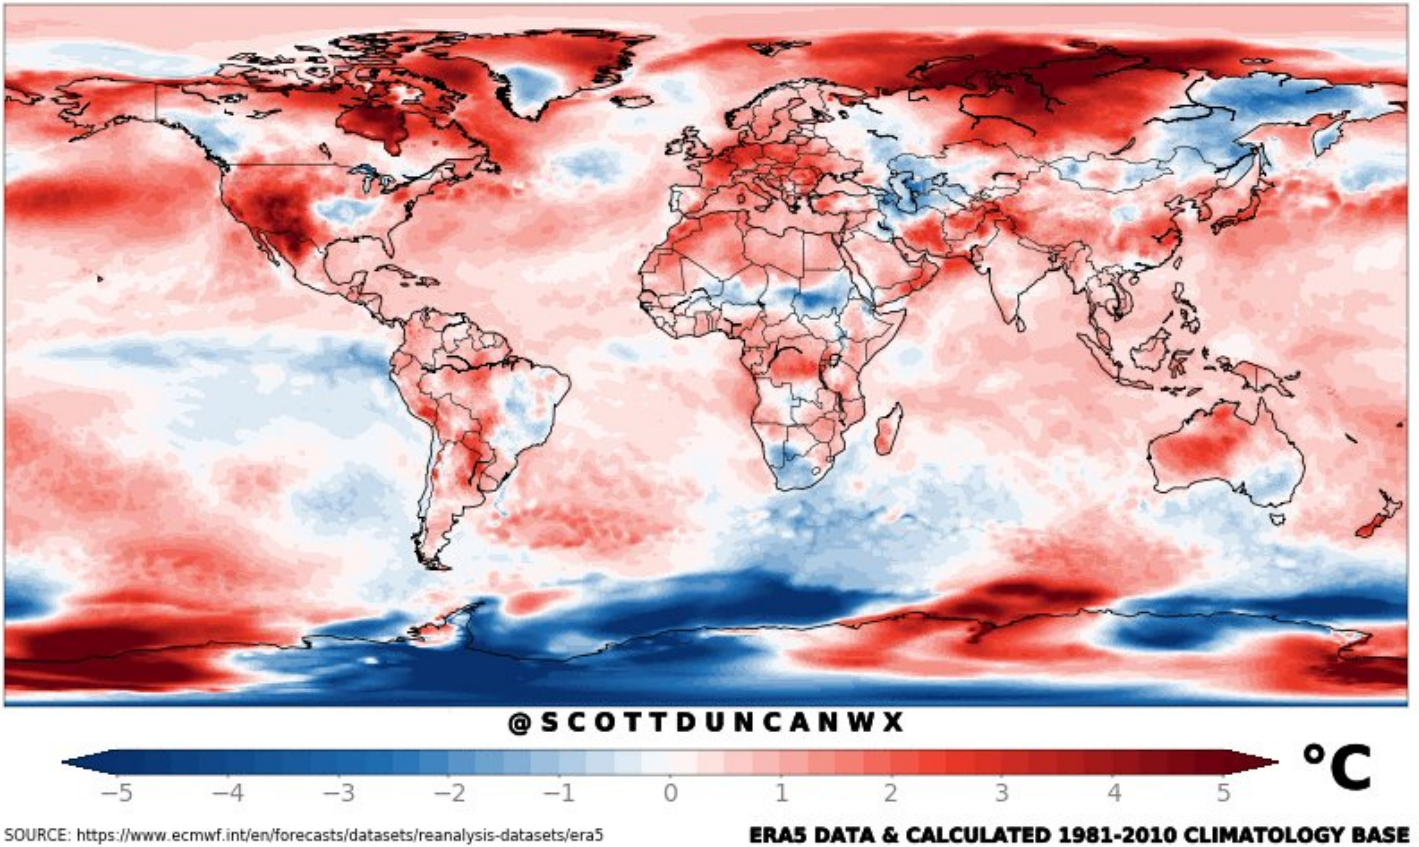 @SCOTTDUNCANWX
°C
−5 −4 −3 −2 −1 0 1 2 3 4 5
SOURCE: https://www.ecmwf.int/en/forecasts/datasets/reanalysis-datasets/era5
ERA5 DATA & CALCULATED 1981-2010 CLIMATOLOGY BASE